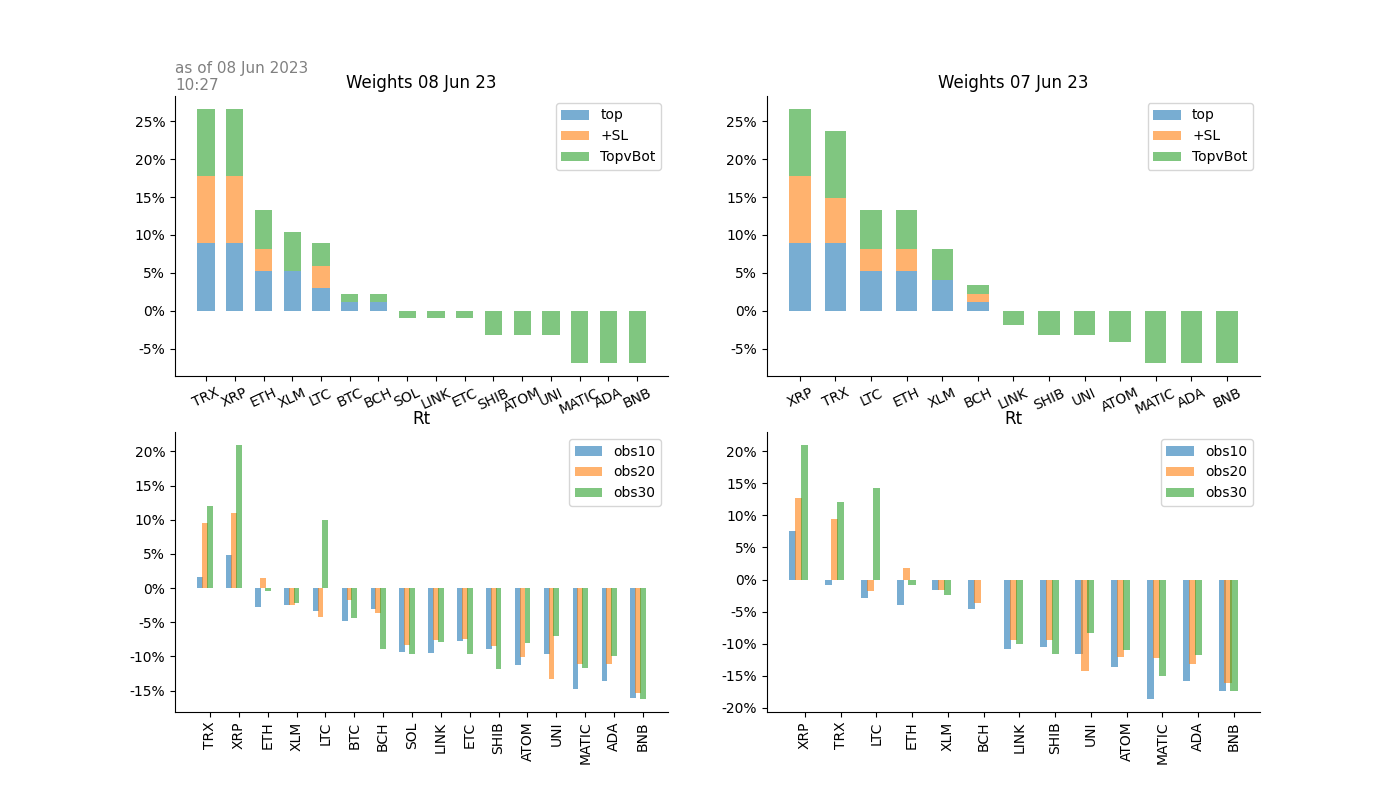 as of 08 Jun 2023
10:27
Weights 08 Jun 23
25%
20%
15%
10%
5%
0%
-5%
top
+SL
TopvBot
TRX XRP ETH XLM LTC BTC BCH SOL LINK ETC SHIB ATOM UNI MATIC ADA BNB
Weights 07 Jun 23
25%
20%
15%
10%
5%
0%
-5%
top
+SL
TopvBot
XRP TRX LTC ETH XLM BCH LINK SHIB UNI ATOM MATIC ADA BNB
Rt
20%
15%
10%
5%
0%
-5%
-10%
-15%
obs10
obs20
obs30
TRX XRP ETH XLM LTC BTC BCH SOL LINK ETC SHIB ATOM UNI MATIC ADA BNB
Rt
20%
15%
10%
5%
0%
-5%
-10%
-15%
-20%
obs10
obs20
obs30
XRP TRX LTC ETH XLM BCH LINK SHIB UNI ATOM MATIC ADA BNB